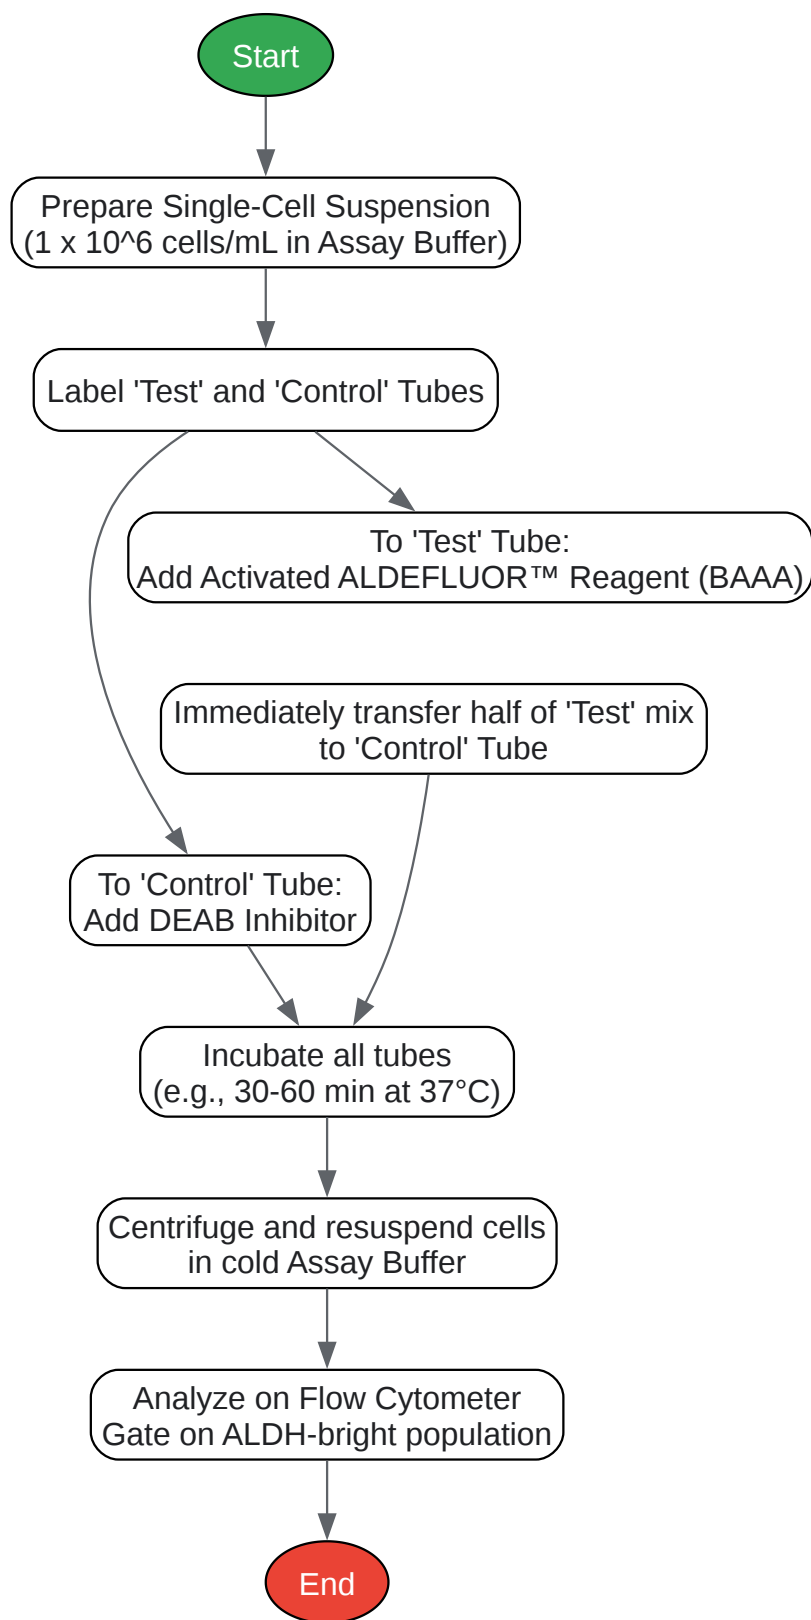 Start
Prepare Single-Cell Suspension
(1 x 10^6 cells/mL in Assay Buffer)
Label 'Test' and 'Control' Tubes
To 'Test' Tube:
Add Activated ALDEFLUOR™ Reagent (BAAA)
Immediately transfer half of 'Test' mix
to 'Control' Tube
To 'Control' Tube:
Add DEAB Inhibitor
Incubate all tubes
(e.g., 30-60 min at 37°C)
Centrifuge and resuspend cells
in cold Assay Buffer
Analyze on Flow Cytometer
Gate on ALDH-bright population
End